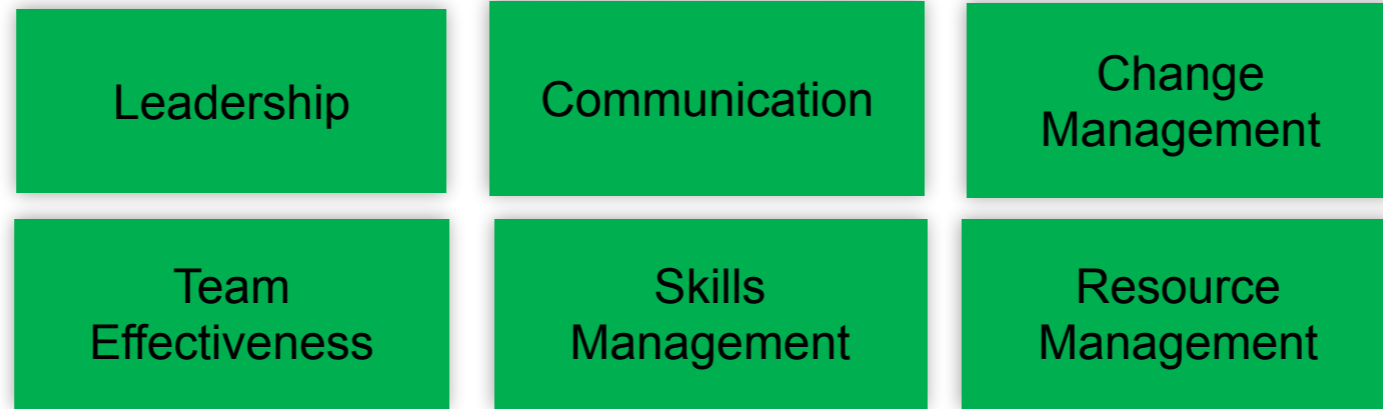 Leadership
Communication
Change
Management
Team
Effectiveness
Skills
Management
Resource
Management